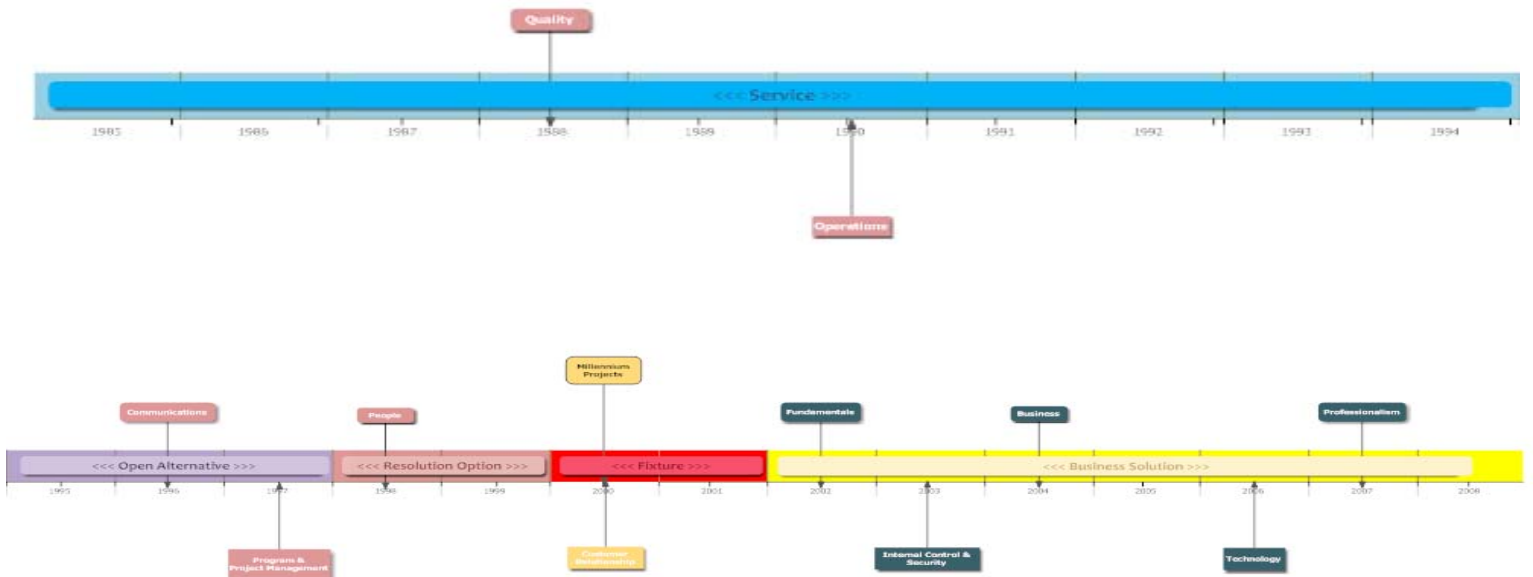 Quality
<<< Service >>>
1985 1986 1987 1988 1989 1990 1991 1992 1993 1994
Operations
Millennium
Projects
Communications People Fundamentals Business Professionalism
<<< Open Alternative >>> <<< Resolution Option >>> <<< Fixture >>> <<< Business Solution >>>
1995 1996 1997 1998 1999 2000 2001 2002 2003 2004 2005 2006 2007 2008
Program &
Project Management
Customer
Relationship
Internal Control &
Security
Technology